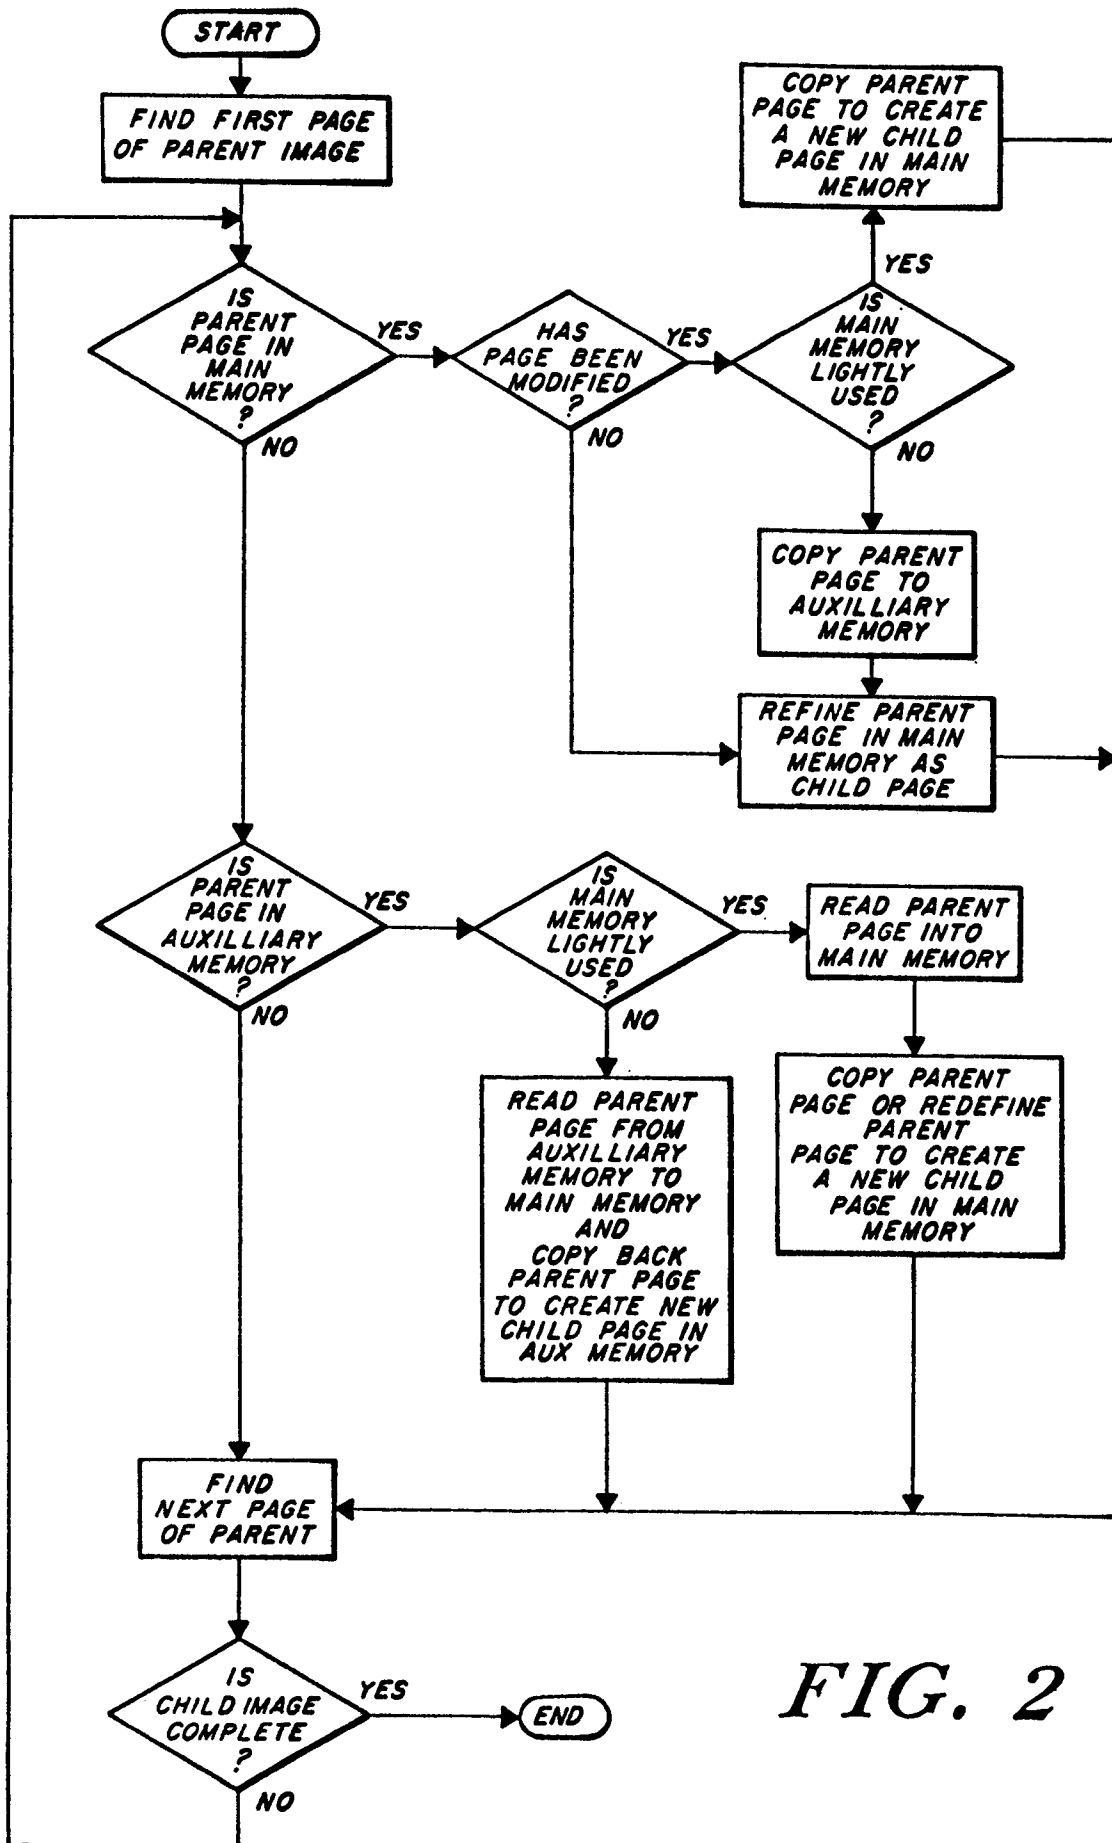 START
FIND FIRST PAGE
OF PARENT IMAGE
COPY PARENT
PAGE TO CREATE
A NEW CHILD
PAGE IN MAIN
MEMORY
YES
IS
PARENT
PAGE IN
MAIN
MEMORY
?
YES
NO
HAS
PAGE BEEN
MODIFIED
?
YES
NO
IS
MAIN
MEMORY
LIGHTLY
USED
?
NO
COPY PARENT
PAGE TO
AUXILLIARY
MEMORY
REFINE PARENT
PAGE IN MAIN
MEMORY AS
CHILD PAGE
IS
PARENT
PAGE IN
AUXILLIARY
MEMORY
?
YES
NO
IS
MAIN
MEMORY
LIGHTLY
USED
?
YES
NO
READ PARENT
PAGE INTO
MAIN MEMORY
READ PARENT
PAGE FROM
AUXILLIARY
MEMORY TO
MAIN MEMORY
AND
COPY BACK
PARENT PAGE
TO CREATE NEW
CHILD PAGE IN
AUX MEMORY
COPY PARENT
PAGE OR REDEFINE
PARENT
PAGE TO CREATE
A NEW CHILD
PAGE IN MAIN
MEMORY
FIND
NEXT PAGE
OF PARENT
IS
CHILD IMAGE
COMPLETE
?
YES
NO
END
FIG. 2